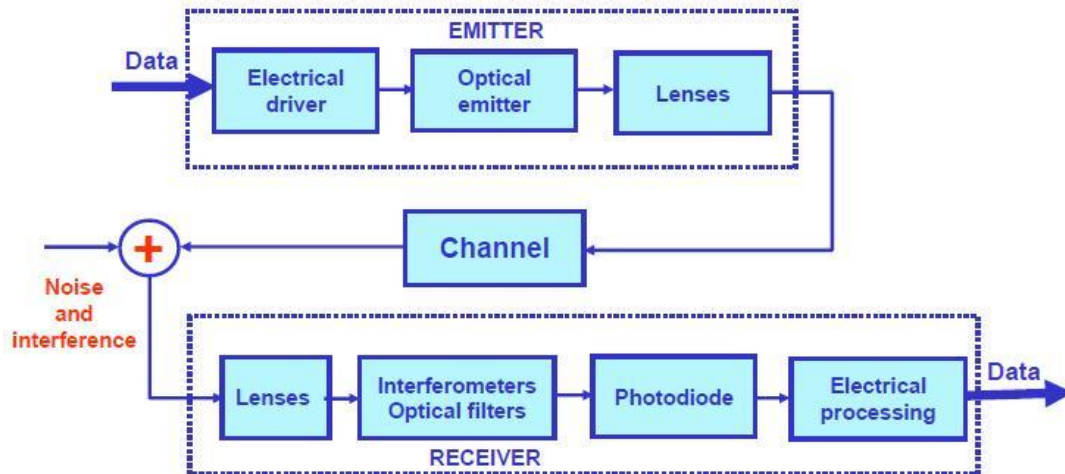 EMITTER
Data
Electrical
driver
Optical
emitter
Lenses
Channel
+
Noise
and
interference
Lenses
Interferometers
Optical filters
Photodiode
Electrical
processing
Data
RECEIVER